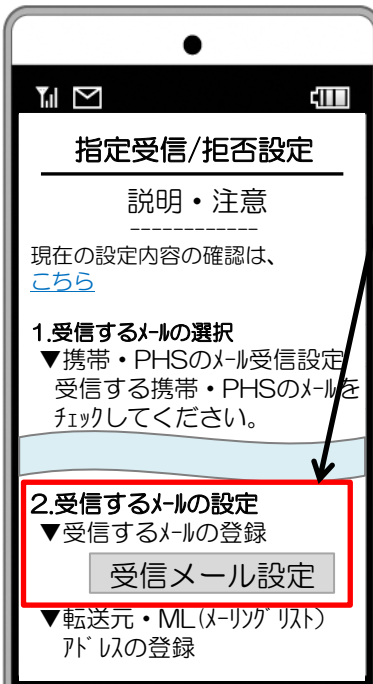 指定受信/拒否設定
説明・注意
------------
現在の設定内容の確認は、
こちら
1.受信するﾒｰﾙの選択
▼携帯・PHSのﾒｰﾙ受信設定
受信する携帯・PHSのﾒｰﾙを
ﾁｪｯｸしてください。
2.受信するﾒｰﾙの設定
▼受信するﾒｰﾙの登録
受信メール設定
▼転送元・ML(ﾒｰﾘﾝｸﾞﾘｽﾄ)
ｱﾄﾞﾚｽの登録